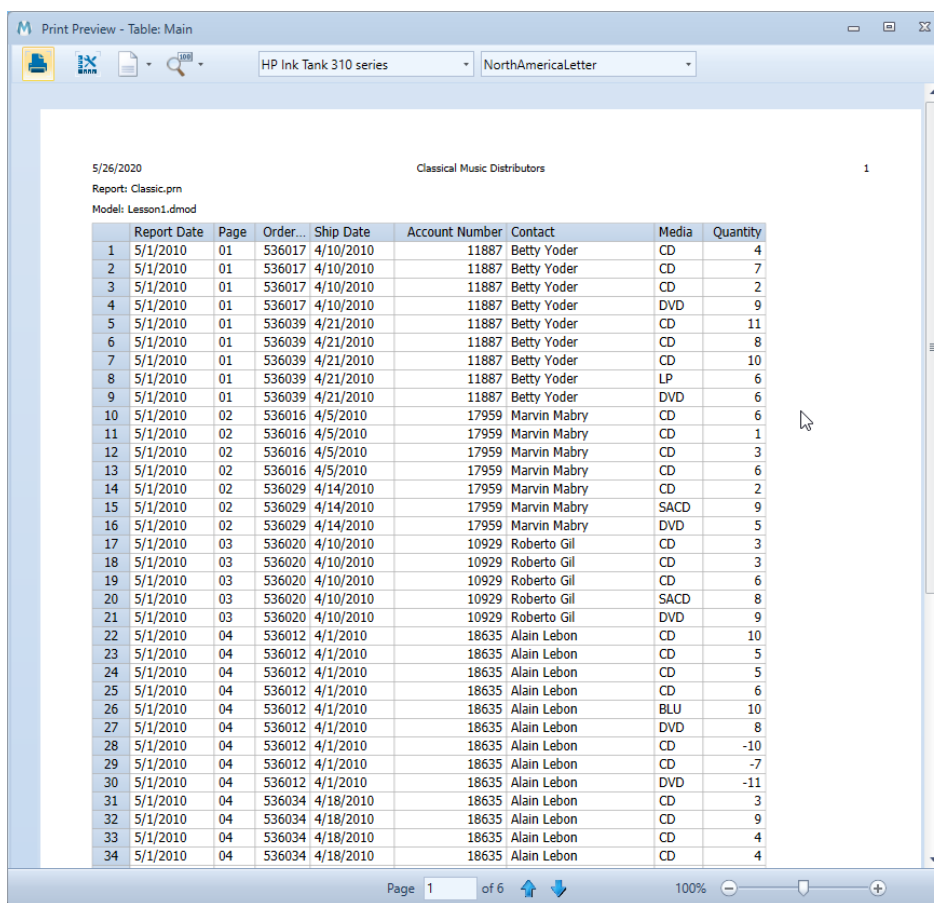 Print Preview - Table: Main
100 HP Ink Tank 310 series NorthAmericaLetter
5/26/2020 Classical Music Distributors 1
Report: Classic.prn
Model: Lesson1.dmod
Report Date Page Order... Ship Date Account Number Contact Media Quantity
1 5/1/2010 01 536017 4/10/2010 11887 Betty Yoder CD 4
2 5/1/2010 01 536017 4/10/2010 11887 Betty Yoder CD 7
3 5/1/2010 01 536017 4/10/2010 11887 Betty Yoder CD 2
4 5/1/2010 01 536017 4/10/2010 11887 Betty Yoder DVD 9
5 5/1/2010 01 536039 4/21/2010 11887 Betty Yoder CD 11
6 5/1/2010 01 536039 4/21/2010 11887 Betty Yoder CD 8
7 5/1/2010 01 536039 4/21/2010 11887 Betty Yoder CD 10
8 5/1/2010 01 536039 4/21/2010 11887 Betty Yoder LP 6
9 5/1/2010 01 536039 4/21/2010 11887 Betty Yoder DVD 6
10 5/1/2010 02 536016 4/5/2010 17959 Marvin Mabry CD 6
11 5/1/2010 02 536016 4/5/2010 17959 Marvin Mabry CD 1
12 5/1/2010 02 536016 4/5/2010 17959 Marvin Mabry CD 3
13 5/1/2010 02 536016 4/5/2010 17959 Marvin Mabry CD 6
14 5/1/2010 02 536029 4/14/2010 17959 Marvin Mabry CD 2
15 5/1/2010 02 536029 4/14/2010 17959 Marvin Mabry SACD 9
16 5/1/2010 02 536029 4/14/2010 17959 Marvin Mabry DVD 5
17 5/1/2010 03 536020 4/10/2010 10929 Roberto Gil CD 3
18 5/1/2010 03 536020 4/10/2010 10929 Roberto Gil CD 3
19 5/1/2010 03 536020 4/10/2010 10929 Roberto Gil CD 6
20 5/1/2010 03 536020 4/10/2010 10929 Roberto Gil SACD 8
21 5/1/2010 03 536020 4/10/2010 10929 Roberto Gil DVD 9
22 5/1/2010 04 536012 4/1/2010 18635 Alain Lebon CD 10
23 5/1/2010 04 536012 4/1/2010 18635 Alain Lebon CD 5
24 5/1/2010 04 536012 4/1/2010 18635 Alain Lebon CD 5
25 5/1/2010 04 536012 4/1/2010 18635 Alain Lebon CD 6
26 5/1/2010 04 536012 4/1/2010 18635 Alain Lebon BLU 10
27 5/1/2010 04 536012 4/1/2010 18635 Alain Lebon DVD 8
28 5/1/2010 04 536012 4/1/2010 18635 Alain Lebon CD -10
29 5/1/2010 04 536012 4/1/2010 18635 Alain Lebon CD -7
30 5/1/2010 04 536012 4/1/2010 18635 Alain Lebon DVD -11
31 5/1/2010 04 536034 4/18/2010 18635 Alain Lebon CD 3
32 5/1/2010 04 536034 4/18/2010 18635 Alain Lebon CD 9
33 5/1/2010 04 536034 4/18/2010 18635 Alain Lebon CD 4
34 5/1/2010 04 536034 4/18/2010 18635 Alain Lebon CD 4
Page 1 of 6 100%